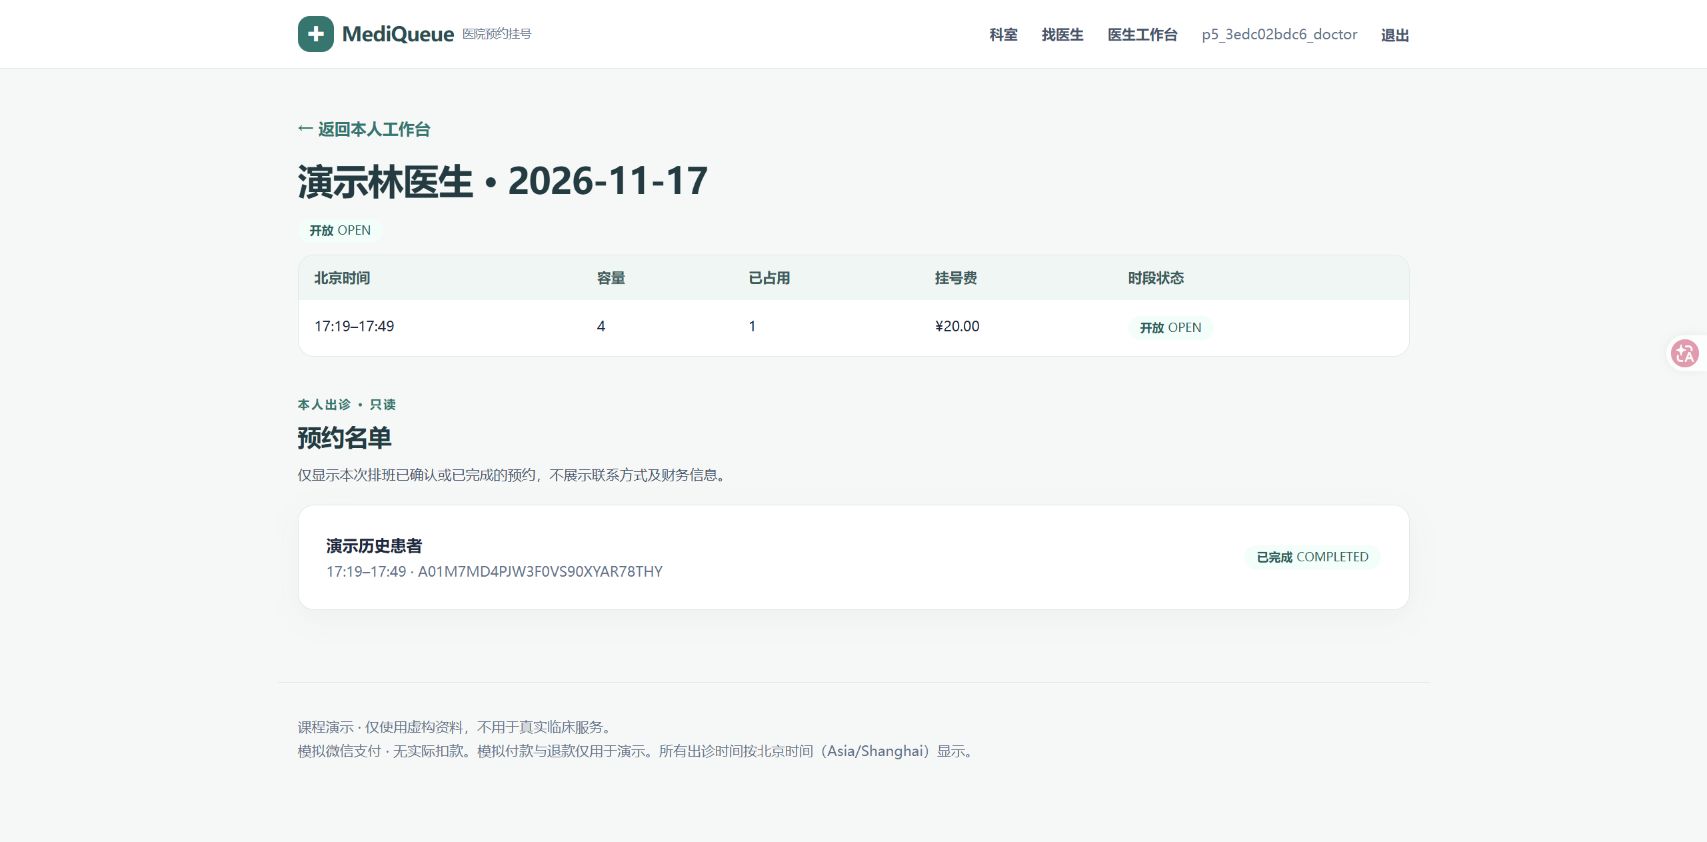 MediQueue 医院预约挂号 科室 找医生 医生工作台 p5_3edc02bdc6_doctor 退出
← 返回本人工作台
演示林医生 • 2026-11-17
开放 OPEN
北京时间 容量 已占用 挂号费 时段状态
17:19–17:49 4 1 ¥20.00 开放 OPEN
本人出诊 • 只读
预约名单
仅显示本次排班已确认或已完成的预约，不展示联系方式及财务信息。
演示历史患者
17:19–17:49 · A01M7MD4PJW3F0VS90XYAR78THY
已完成 COMPLETED
课程演示 · 仅使用虚构资料，不用于真实临床服务。
模拟微信支付 · 无实际扣款。模拟付款与退款仅用于演示。所有出诊时间按北京时间（Asia/Shanghai）显示。